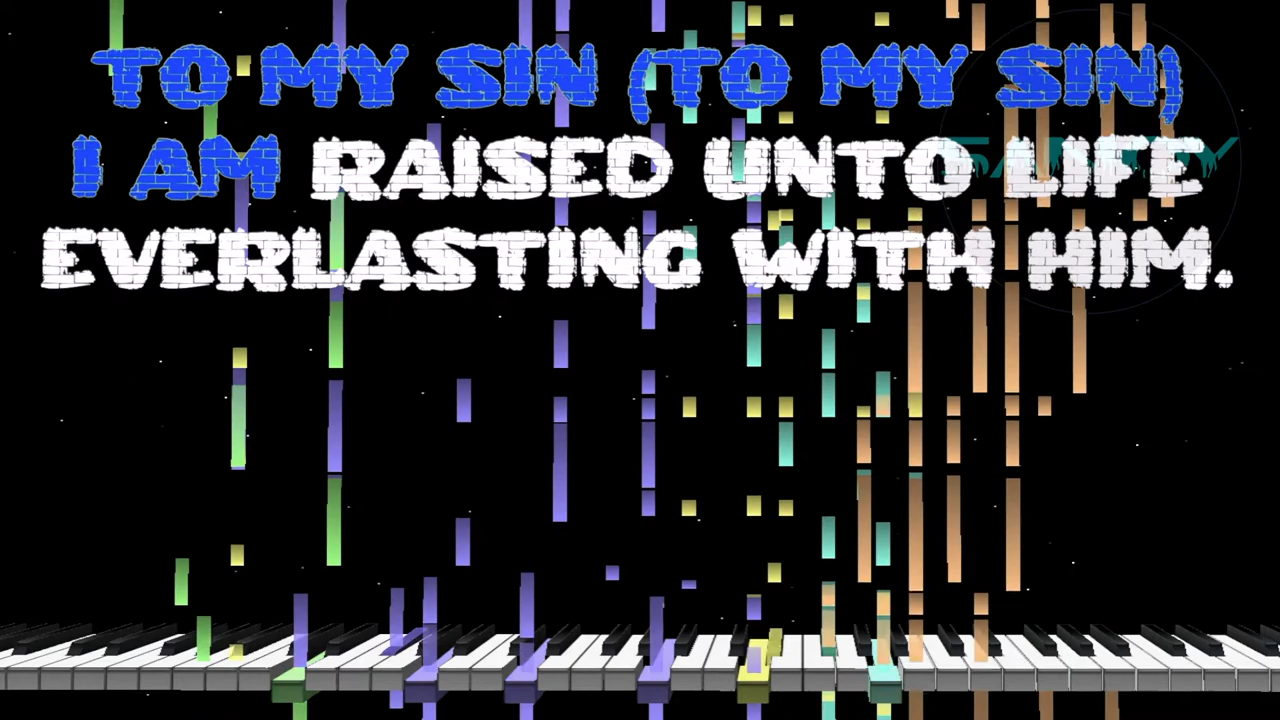 TO MY SIN (TO MY SIN)
I AM RAISED UNTO LIFE
EVERLASTING WITH HIM.